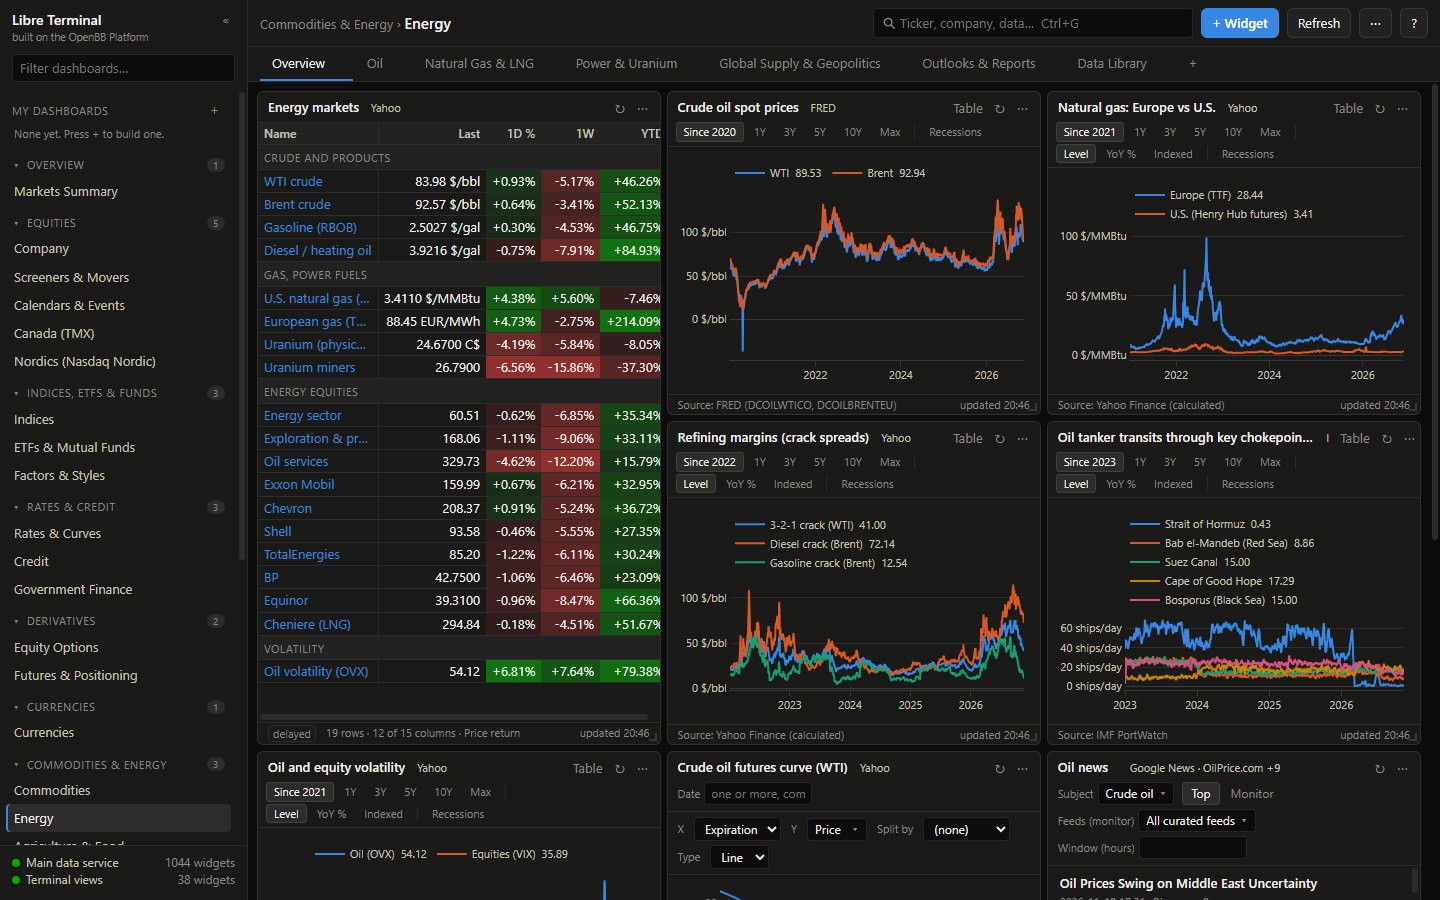 Libre Terminal
«
built on the OpenBB Platform
Filter dashboards...
MY DASHBOARDS +
None yet. Press + to build one.
OVERVIEW 1
Markets Summary
EQUITIES 5
Company
Screeners & Movers
Calendars & Events
Canada (TMX)
Nordics (Nasdaq Nordic)
INDICES, ETFS & FUNDS 3
Indices
ETFs & Mutual Funds
Factors & Styles
RATES & CREDIT 3
Rates & Curves
Credit
Government Finance
DERIVATIVES 2
Equity Options
Futures & Positioning
CURRENCIES 1
Currencies
COMMODITIES & ENERGY 3
Commodities
Energy
Agriculture & Food
Main data service 1044 widgets
Terminal views 38 widgets
Commodities & Energy › Energy
Ticker, company, data... Ctrl+G
+ Widget
Refresh
...
?
Overview Oil Natural Gas & LNG Power & Uranium Global Supply & Geopolitics Outlooks & Reports Data Library +
Energy markets Yahoo ↻ ...
Name Last 1D % 1W YTD
CRUDE AND PRODUCTS
WTI crude 83.98 $/bbl +0.93% -5.17% +46.26%
Brent crude 92.57 $/bbl +0.64% -3.41% +52.13%
Gasoline (RBOB) 2.5027 $/gal +0.30% -4.53% +46.75%
Diesel / heating oil 3.9216 $/gal -0.75% -7.91% +84.93%
GAS, POWER FUELS
U.S. natural gas (... 3.4110 $/MMBtu +4.38% +5.60% -7.46%
European gas (T... 88.45 EUR/MWh +4.73% -2.75% +214.09%
Uranium (physic... 24.6700 C$ -4.19% -5.84% -8.05%
Uranium miners 26.7900 -6.56% -15.86% -37.30%
ENERGY EQUITIES
Energy sector 60.51 -0.62% -6.85% +35.34%
Exploration & pr... 168.06 -1.11% -9.06% +33.11%
Oil services 329.73 -4.62% -12.20% +15.79%
Exxon Mobil 159.99 +0.67% -6.21% +32.95%
Chevron 208.37 +0.91% -5.24% +36.72%
Shell 93.58 -0.46% -5.55% +27.35%
TotalEnergies 85.20 -1.22% -6.11% +30.24%
BP 42.7500 -1.06% -6.46% +23.09%
Equinor 39.3100 -0.96% -8.47% +66.36%
Cheniere (LNG) 294.84 -0.18% -4.51% +51.67%
VOLATILITY
Oil volatility (OVX) 54.12 +6.81% +7.64% +79.38%
delayed 19 rows · 12 of 15 columns · Price return updated 20:46
Crude oil spot prices FRED Table ↻ ...
Since 2020 1Y 3Y 5Y 10Y Max Recessions
WTI 89.53 Brent 92.94
100 $/bbl
50 $/bbl
0 $/bbl
2022 2024 2026
Source: FRED (DCOILWTICO, DCOILBRENTEU) updated 20:46
Natural gas: Europe vs U.S. Yahoo Table ↻ ...
Since 2021 1Y 3Y 5Y 10Y Max
Level YoY % Indexed Recessions
Europe (TTF) 28.44
U.S. (Henry Hub futures) 3.41
100 $/MMBtu
50 $/MMBtu
0 $/MMBtu
2022 2024 2026
Source: Yahoo Finance (calculated) updated 20:46
Refining margins (crack spreads) Yahoo Table ↻ ...
Since 2022 1Y 3Y 5Y 10Y Max
Level YoY % Indexed Recessions
3-2-1 crack (WTI) 41.00
Diesel crack (Brent) 72.14
Gasoline crack (Brent) 12.54
100 $/bbl
50 $/bbl
0 $/bbl
2023 2024 2025 2026
Source: Yahoo Finance (calculated) updated 20:46
Oil tanker transits through key chokepoin... I Table ↻ ...
Since 2023 1Y 3Y 5Y 10Y Max
Level YoY % Indexed Recessions
Strait of Hormuz 0.43
Bab el-Mandeb (Red Sea) 8.86
Suez Canal 15.00
Cape of Good Hope 17.29
Bosporus (Black Sea) 15.00
60 ships/day
40 ships/day
20 ships/day
0 ships/day
2023 2024 2025 2026
Source: IMF PortWatch updated 20:46
Oil and equity volatility Yahoo Table ↻ ...
Since 2021 1Y 3Y 5Y 10Y Max
Level YoY % Indexed Recessions
Oil (OVX) 54.12 Equities (VIX) 35.89
Crude oil futures curve (WTI) Yahoo ↻ ...
Date one or more, com
X Expiration Y Price Split by (none)
Type Line
Oil news Google News · OilPrice.com +9 ↻ ...
Subject Crude oil Top Monitor
Feeds (monitor) All curated feeds
Window (hours)
Oil Prices Swing on Middle East Uncertainty